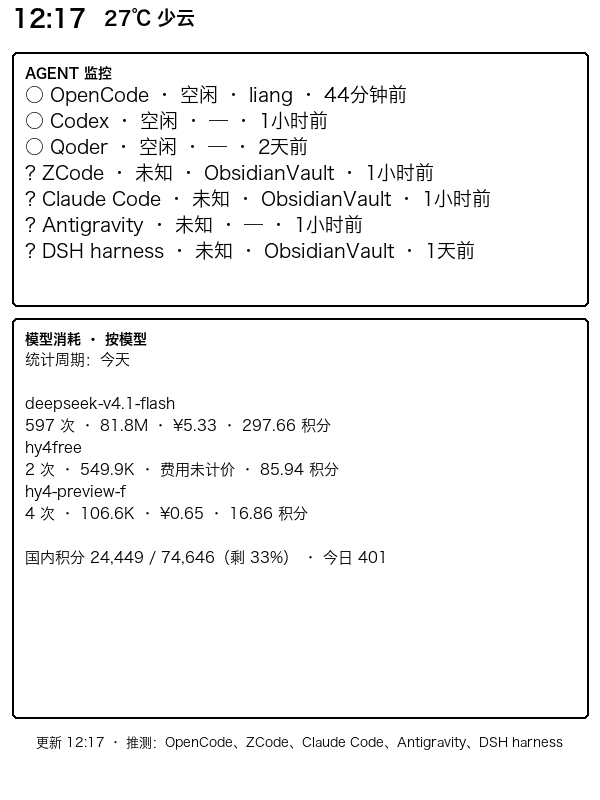 12:17 27℃ 少云
AGENT 监控
○ OpenCode · 空闲 · liang · 44分钟前
○ Codex · 空闲 · — · 1小时前
○ Qoder · 空闲 · — · 2天前
? ZCode · 未知 · ObsidianVault · 1小时前
? Claude Code · 未知 · ObsidianVault · 1小时前
? Antigravity · 未知 · — · 1小时前
? DSH harness · 未知 · ObsidianVault · 1天前
模型消耗 · 按模型
统计周期：今天
deepseek-v4.1-flash
597 次 · 81.8M · ¥5.33 · 297.66 积分
hy4free
2 次 · 549.9K · 费用未计价 · 85.94 积分
hy4-preview-f
4 次 · 106.6K · ¥0.65 · 16.86 积分
国内积分 24,449 / 74,646（剩 33%） · 今日 401
更新 12:17 · 推测：OpenCode、ZCode、Claude Code、Antigravity、DSH harness